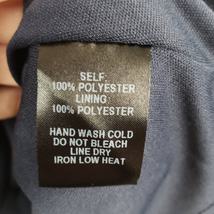 SELF:
100% POLYESTER
LINING:
100% POLYESTER
HAND WASH COLD
DO NOT BLEACH
LINE DRY
IRON LOW HEAT